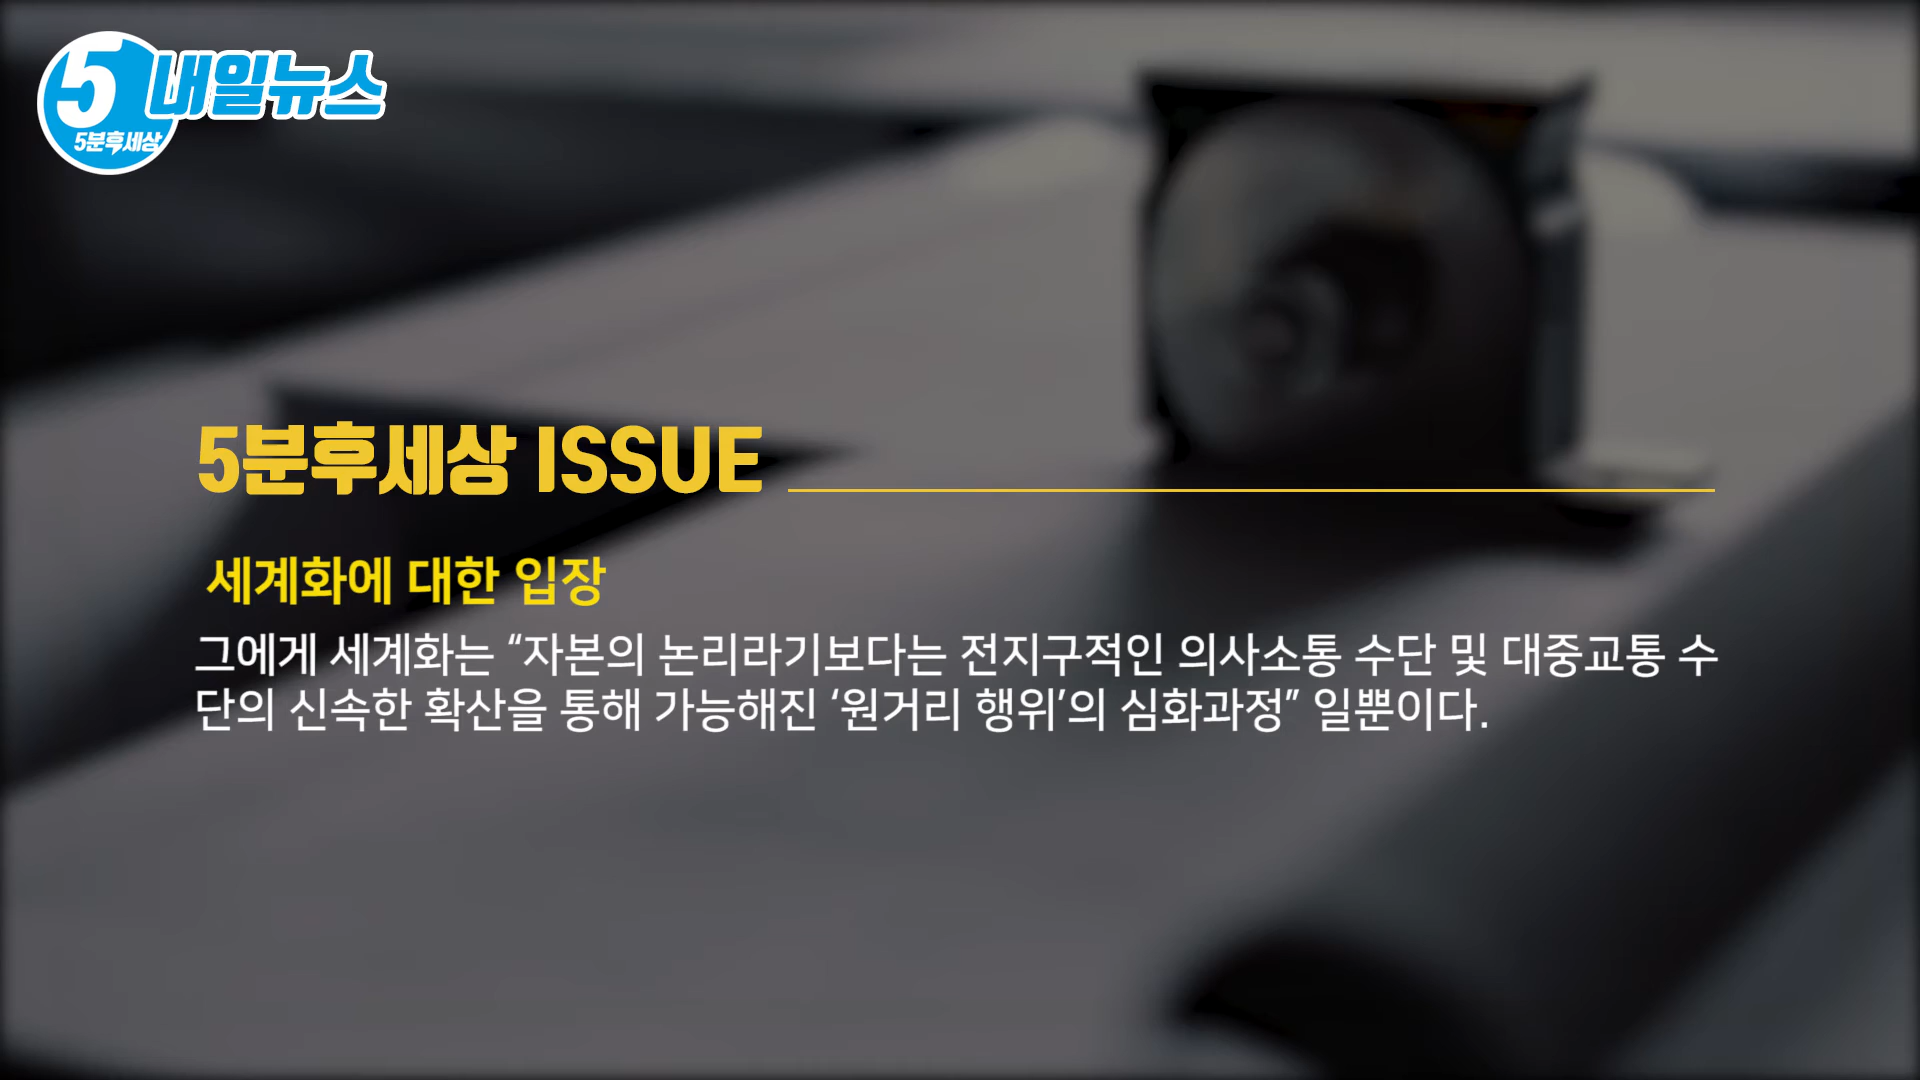 5 내일뉴스
5분후세상
5분후세상 ISSUE
세계화에 대한 입장
그에게 세계화는 “자본의 논리라기보다는 전지구적인 의사소통 수단 및 대중교통 수
단의 신속한 확산을 통해 가능해진 ‘원거리 행위’의 심화과정” 일뿐이다.